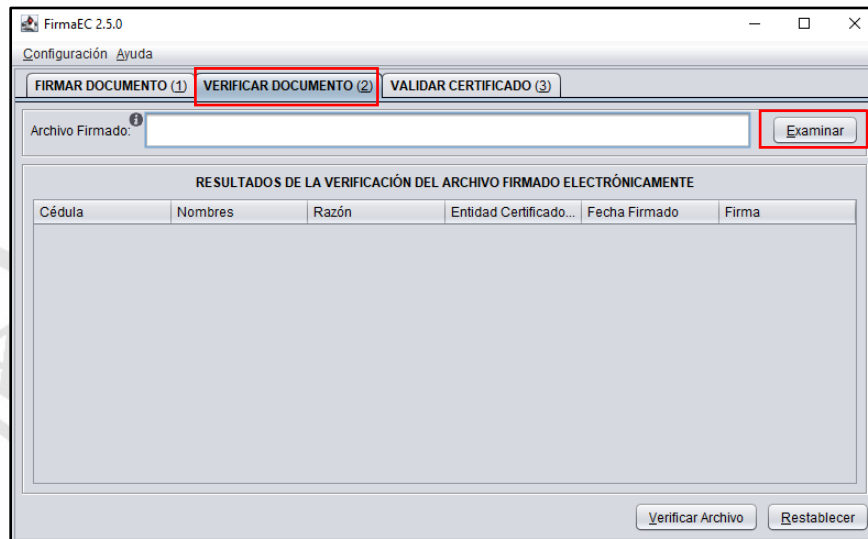 FirmaEC 2.5.0
Configuración Ayuda
FIRMAR DOCUMENTO (1) VERIFICAR DOCUMENTO (2) VALIDAR CERTIFICADO (3)
Archivo Firmado: Examinar
RESULTADOS DE LA VERIFICACIÓN DEL ARCHIVO FIRMADO ELECTRÓNICAMENTE
Cédula Nombres Razón Entidad Certificado... Fecha Firmado Firma
Verificar Archivo Restablecer